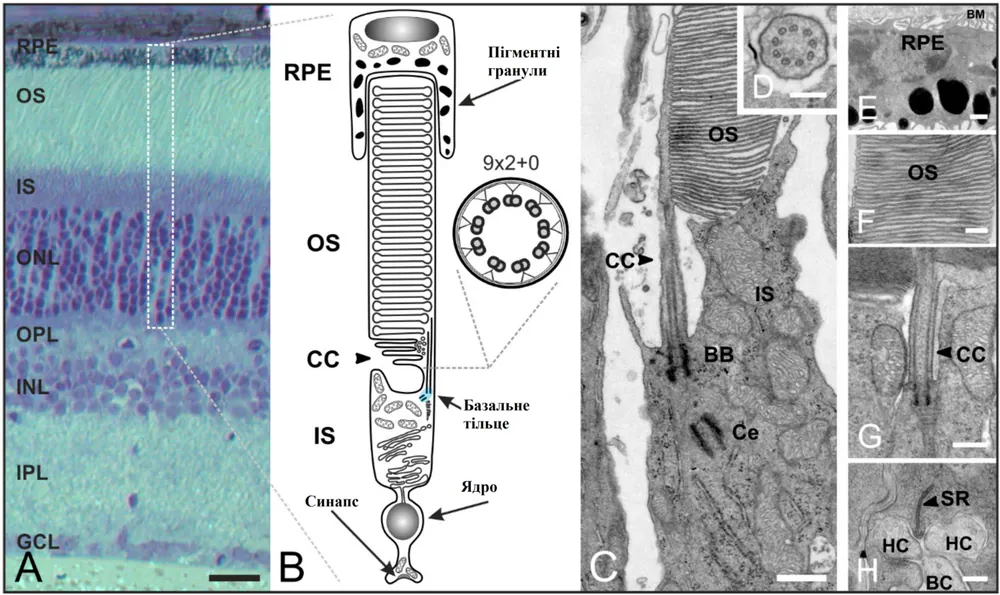 RPE
OS
IS
ONL
OPL
INL
IPL
GCL
A
RPE
Пігментні
гранули
9x2+0
OS
CC
Базальне
тільце
IS
Синапс
Ядро
B
D
OS
CC
IS
BB
Ce
C
BM
RPE
E
OS
F
CC
G
SR
HC
HC
BC
H